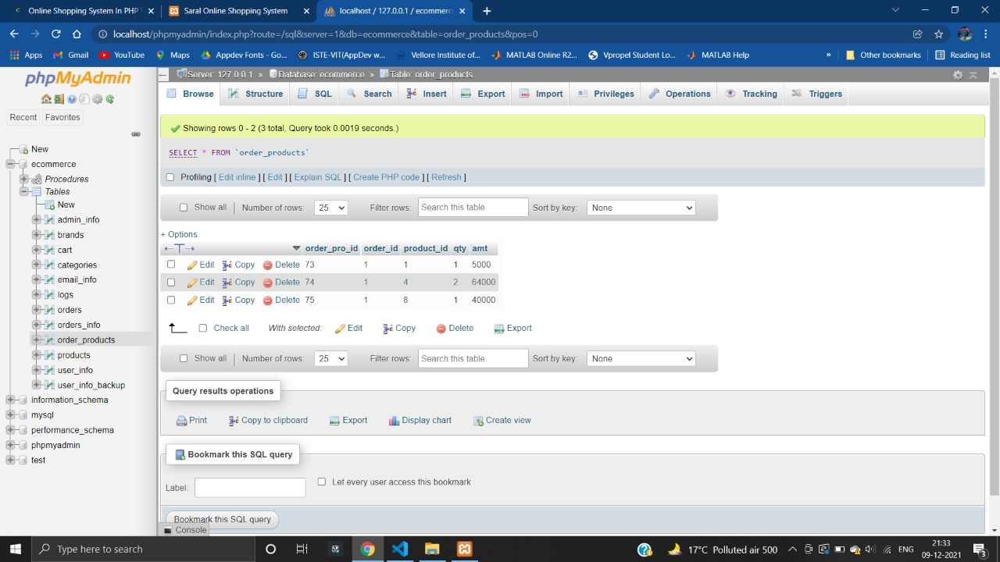 Online Shopping System In PHP
Saral Online Shopping System
localhost / 127.0.0.1 / ecommerc
localhost/phpmyadmin/index.php?route=/sql&server=1&db=ecommerce&table=order_products&pos=0
Apps Gmail YouTube Maps Appdev Fonts - Go... ISTE-VIT(AppDev w... Vellore Institute of... MATLAB Online R2... Vpropel Student Lo... MATLAB Help » Other bookmarks Reading list
phpMyAdmin
Recent Favorites
New
ecommerce
Procedures
Tables
New
admin_info
brands
cart
categories
email_info
logs
orders
orders_info
order_products
products
user_info
user_info_backup
information_schema
mysql
performance_schema
phpmyadmin
test
Server: 127.0.0.1 » Database: ecommerce » Table: order_products
Browse Structure SQL Search Insert Export Import Privileges Operations Tracking Triggers
Showing rows 0 - 2 (3 total, Query took 0.0019 seconds.)
SELECT * FROM `order_products`
Profiling [ Edit inline ] [ Edit ] [ Explain SQL ] [ Create PHP code ] [ Refresh ]
Show all Number of rows: 25 Filter rows: Search this table Sort by key: None
+ Options
←T→ order_pro_id order_id product_id qty amt
Edit Copy Delete 73 1 1 1 5000
Edit Copy Delete 74 1 4 2 64000
Edit Copy Delete 75 1 8 1 40000
Check all With selected: Edit Copy Delete Export
Show all Number of rows: 25 Filter rows: Search this table Sort by key: None
Query results operations
Print Copy to clipboard Export Display chart Create view
Bookmark this SQL query
Label: Let every user access this bookmark
Bookmark this SQL query
Console
Type here to search
17°C Polluted air 500
ENG
21:33
09-12-2021
3